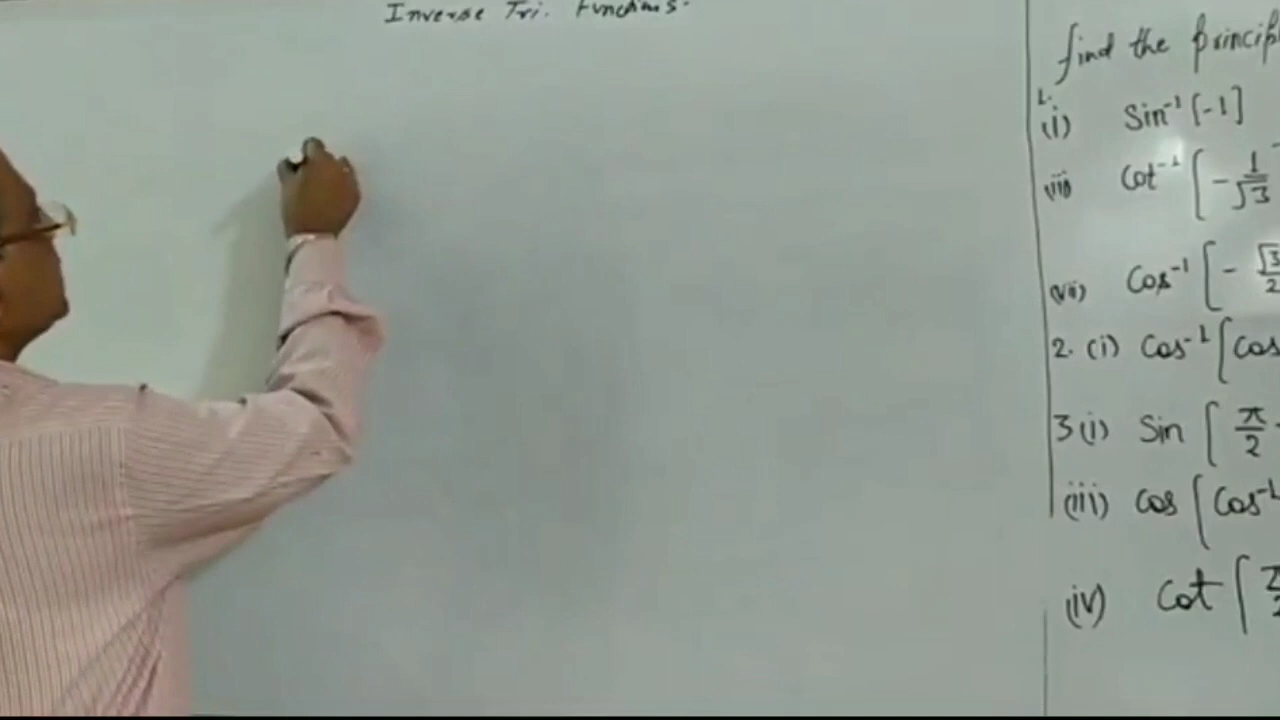 Inverse Tri. Functions.
find the princip
1.
(i) Sin⁻¹ [-1]
(iii) Cot⁻¹ [-1/√3
(vii) Cos⁻¹ [-√3/2
2. (i) Cos⁻¹ [cos
3 (i) Sin [π/2 -
(iii) cos [Cos⁻¹
(iv) cot [